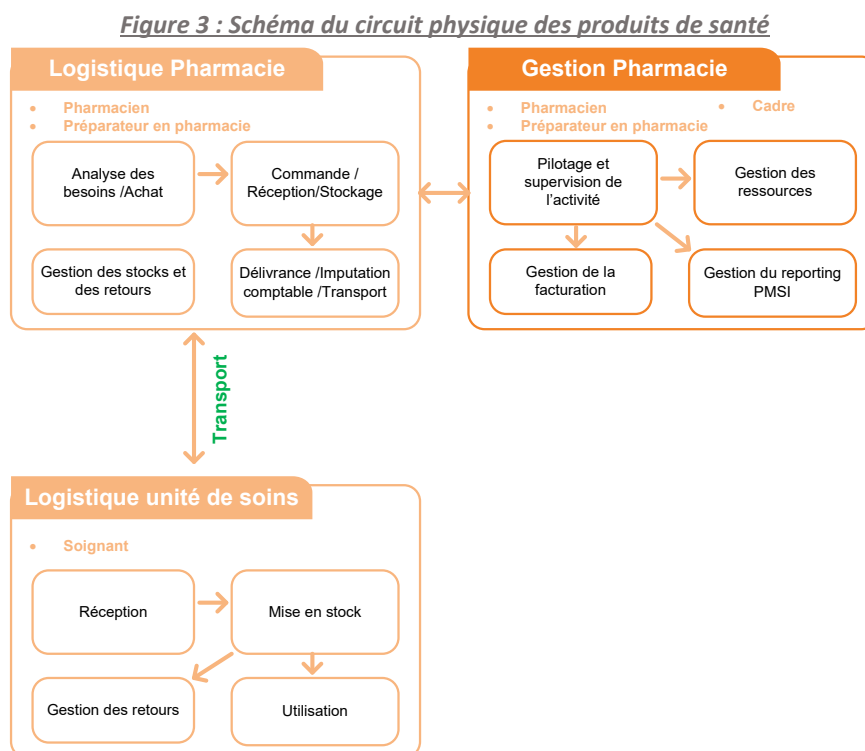 Figure 3 : Schéma du circuit physique des produits de santé
Logistique Pharmacie
• Pharmacien
• Préparateur en pharmacie
Analyse des
besoins /Achat
Commande /
Réception/Stockage
Gestion des stocks et
des retours
Délivrance /Imputation
comptable /Transport
Gestion Pharmacie
• Pharmacien
• Préparateur en pharmacie
• Cadre
Pilotage et
supervision de
l’activité
Gestion des
ressources
Gestion de la
facturation
Gestion du reporting
PMSI
Transport
Logistique unité de soins
• Soignant
Réception
Mise en stock
Gestion des retours
Utilisation